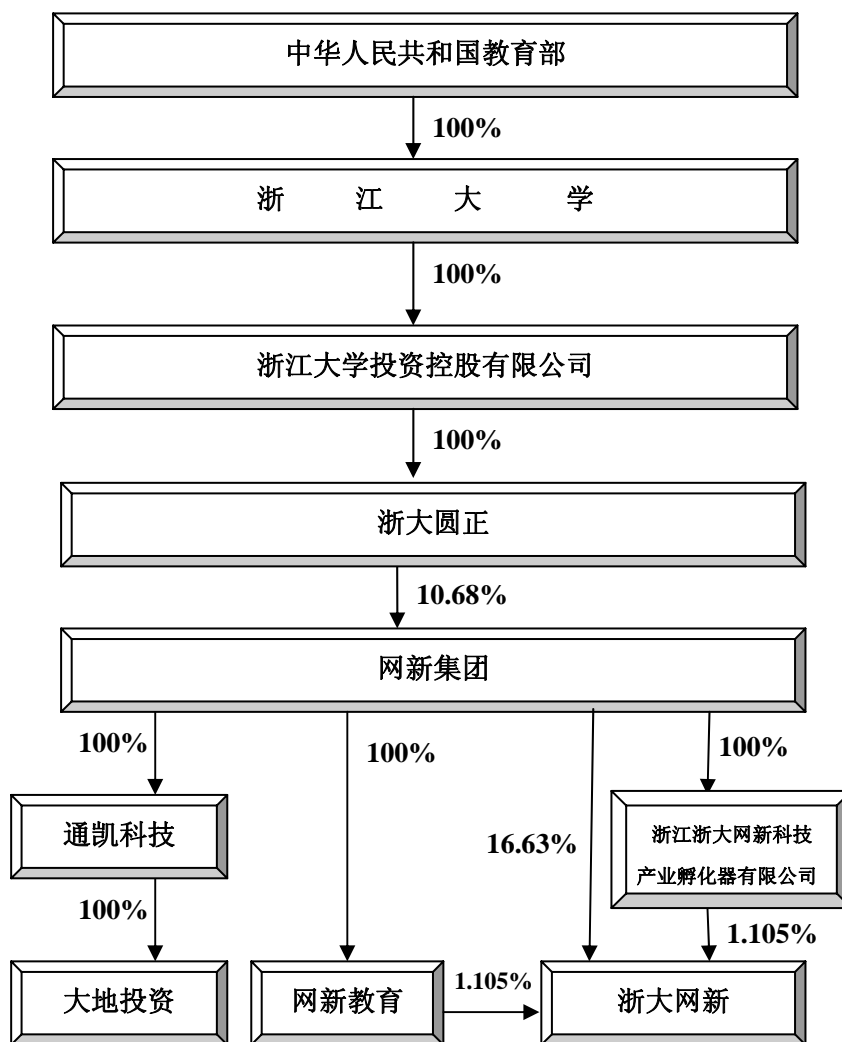 中华人民共和国教育部
100%
浙 江 大 学
100%
浙江大学投资控股有限公司
100%
浙大圆正
10.68%
网新集团
100%
100%
16.63%
100%
通凯科技
浙江浙大网新科技
产业孵化器有限公司
100%
1.105%
大地投资
网新教育
1.105%
浙大网新